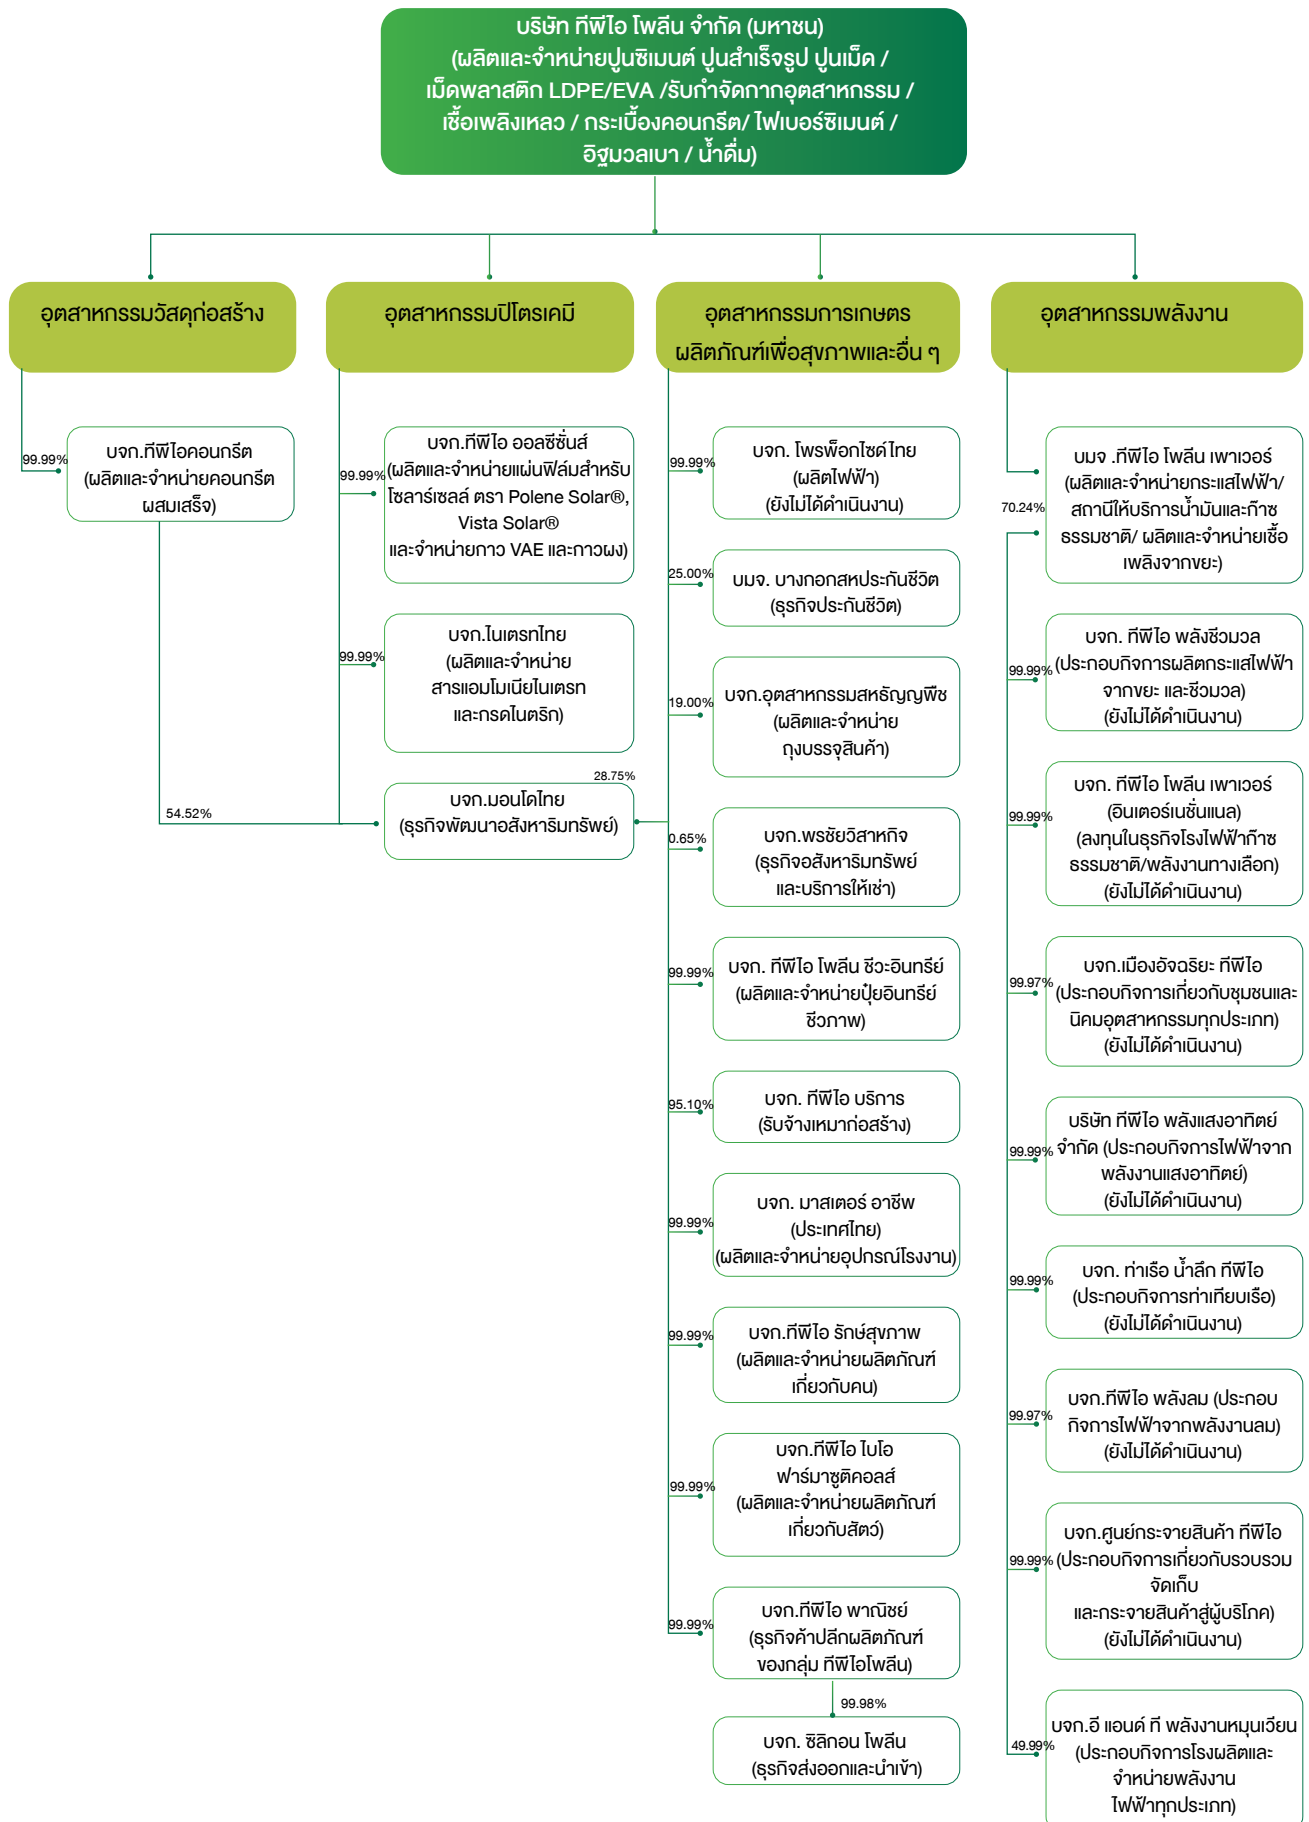 บริษัท ทีพีไอ โพลีน จำกัด (มหาชน)
(ผลิตและจำหน่ายปูนซิเมนต์ ปูนสำเร็จรูป ปูนเม็ด /
เม็ดพลาสติก LDPE/EVA /รับกำจัดกากอุตสาหกรรม /
เชื้อเพลิงเหลว / กระเบื้องคอนกรีต/ ไฟเบอร์ซิเมนต์ /
อิฐมวลเบา / น้ำดื่ม)
อุตสาหกรรมวัสดุก่อสร้าง
99.99%
บจก.ทีพีไอคอนกรีต
(ผลิตและจำหน่ายคอนกรีต
ผสมเสร็จ)
54.52%
อุตสาหกรรมปิโตรเคมี
99.99%
บจก.ทีพีไอ ออลซีซั่นส์
(ผลิตและจำหน่ายแผ่นฟิล์มสำหรับ
โซลาร์เซลล์ ตรา Polene Solar®,
Vista Solar®
และจำหน่ายกาว VAE และกาวผง)
99.99%
บจก.ไนเตรทไทย
(ผลิตและจำหน่าย
สารแอมโมเนียไนเตรท
และกรดไนตริก)
28.75%
บจก.มอนโดไทย
(ธุรกิจพัฒนาอสังหาริมทรัพย์)
อุตสาหกรรมการเกษตร
ผลิตภัณฑ์เพื่อสุขภาพและอื่น ๆ
99.99%
บจก. โพรพ็อกไซด์ไทย
(ผลิตไฟฟ้า)
(ยังไม่ได้ดำเนินงาน)
25.00%
บมจ. บางกอกสหประกันชีวิต
(ธุรกิจประกันชีวิต)
19.00%
บจก.อุตสาหกรรมสหธัญญพืช
(ผลิตและจำหน่าย
ถุงบรรจุสินค้า)
0.65%
บจก.พรชัยวิสาหกิจ
(ธุรกิจอสังหาริมทรัพย์
และบริการให้เช่า)
99.99%
บจก. ทีพีไอ โพลีน ชีวะอินทรีย์
(ผลิตและจำหน่ายปุ๋ยอินทรีย์
ชีวภาพ)
95.10%
บจก. ทีพีไอ บริการ
(รับจ้างเหมาก่อสร้าง)
99.99%
บจก. มาสเตอร์ อาชีพ
(ประเทศไทย)
(ผลิตและจำหน่ายอุปกรณ์โรงงาน)
99.99%
บจก.ทีพีไอ รักษ์สุขภาพ
(ผลิตและจำหน่ายผลิตภัณฑ์
เกี่ยวกับคน)
99.99%
บจก.ทีพีไอ ไบโอ
ฟาร์มาซูติคอลส์
(ผลิตและจำหน่ายผลิตภัณฑ์
เกี่ยวกับสัตว์)
99.99%
บจก.ทีพีไอ พาณิชย์
(ธุรกิจค้าปลีกผลิตภัณฑ์
ของกลุ่ม ทีพีไอโพลีน)
99.98%
บจก. ซิลิกอน โพลีน
(ธุรกิจส่งออกและนำเข้า)
อุตสาหกรรมพลังงาน
70.24%
บมจ .ทีพีไอ โพลีน เพาเวอร์
(ผลิตและจำหน่ายกระแสไฟฟ้า/
สถานีให้บริการน้ำมันและก๊าซ
ธรรมชาติ/ ผลิตและจำหน่ายเชื้อ
เพลิงจากขยะ)
99.99%
บจก. ทีพีไอ พลังชีวมวล
(ประกอบกิจการผลิตกระแสไฟฟ้า
จากขยะ และชีวมวล)
(ยังไม่ได้ดำเนินงาน)
99.99%
บจก. ทีพีไอ โพลีน เพาเวอร์
(อินเตอร์เนชั่นแนล)
(ลงทุนในธุรกิจโรงไฟฟ้าก๊าซ
ธรรมชาติ/พลังงานทางเลือก)
(ยังไม่ได้ดำเนินงาน)
99.97%
บจก.เมืองอัจฉริยะ ทีพีไอ
(ประกอบกิจการเกี่ยวกับชุมชนและ
นิคมอุตสาหกรรมทุกประเภท)
(ยังไม่ได้ดำเนินงาน)
99.99%
บริษัท ทีพีไอ พลังแสงอาทิตย์
จำกัด (ประกอบกิจการไฟฟ้าจาก
พลังงานแสงอาทิตย์)
(ยังไม่ได้ดำเนินงาน)
99.99%
บจก. ท่าเรือ น้ำลึก ทีพีไอ
(ประกอบกิจการท่าเทียบเรือ)
(ยังไม่ได้ดำเนินงาน)
99.97%
บจก.ทีพีไอ พลังลม (ประกอบ
กิจการไฟฟ้าจากพลังงานลม)
(ยังไม่ได้ดำเนินงาน)
99.99%
บจก.ศูนย์กระจายสินค้า ทีพีไอ
(ประกอบกิจการเกี่ยวกับรวบรวม
จัดเก็บ
และกระจายสินค้าสู่ผู้บริโภค)
(ยังไม่ได้ดำเนินงาน)
49.99%
บจก.อี แอนด์ ที พลังงานหมุนเวียน
(ประกอบกิจการโรงผลิตและ
จำหน่ายพลังงาน
ไฟฟ้าทุกประเภท)